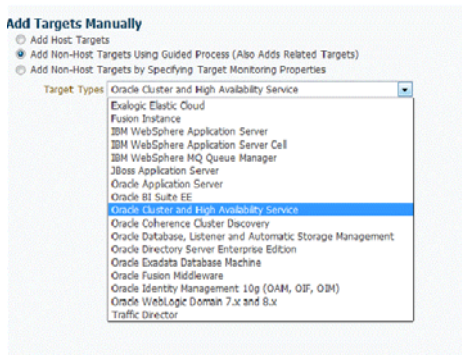 Add Targets Manually
Add Host Targets
Add Non-Host Targets Using Guided Process (Also Adds Related Targets)
Add Non-Host Targets by Specifying Target Monitoring Properties
Target Types Oracle Cluster and High Availability Service
Exalogic Elastic Cloud
Fusion Instance
IBM WebSphere Application Server
IBM WebSphere Application Server Cell
IBM WebSphere MQ Queue Manager
JBoss Application Server
Oracle Application Server
Oracle BI Suite EE
Oracle Cluster and High Availability Service
Oracle Coherence Cluster Discovery
Oracle Database, Listener and Automatic Storage Management
Oracle Directory Server Enterprise Edition
Oracle Exadata Database Machine
Oracle Fusion Middleware
Oracle Identity Management 10g (OAM, OIF, OIM)
Oracle WebLogic Domain 7.x and 8.x
Traffic Director